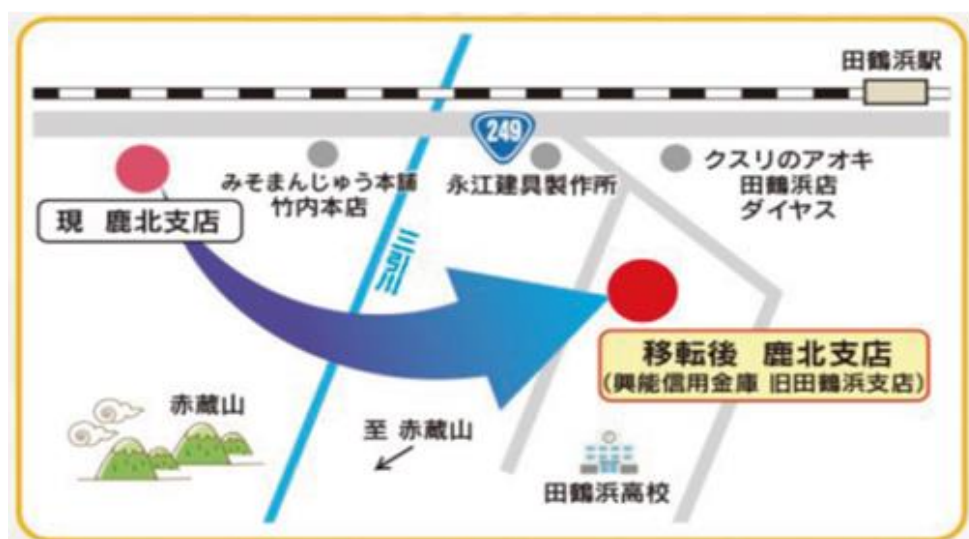 田鶴浜駅
249
みそまんじゅう本舗
竹内本店
永江建具製作所
クスリのアオキ
田鶴浜店
ダイヤス
現 鹿北支店
三引川
移転後 鹿北支店
(興能信用金庫 旧田鶴浜支店)
赤蔵山
至 赤蔵山
田鶴浜高校